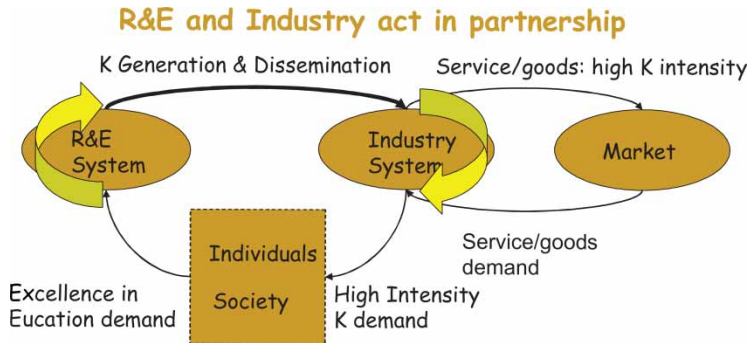 R&E and Industry act in partnership
K Generation & Dissemination
Service/goods: high K intensity
R&E
System
Industry
System
Market
Individuals
Society
Service/goods
demand
Excellence in
Eucation demand
High Intensity
K demand